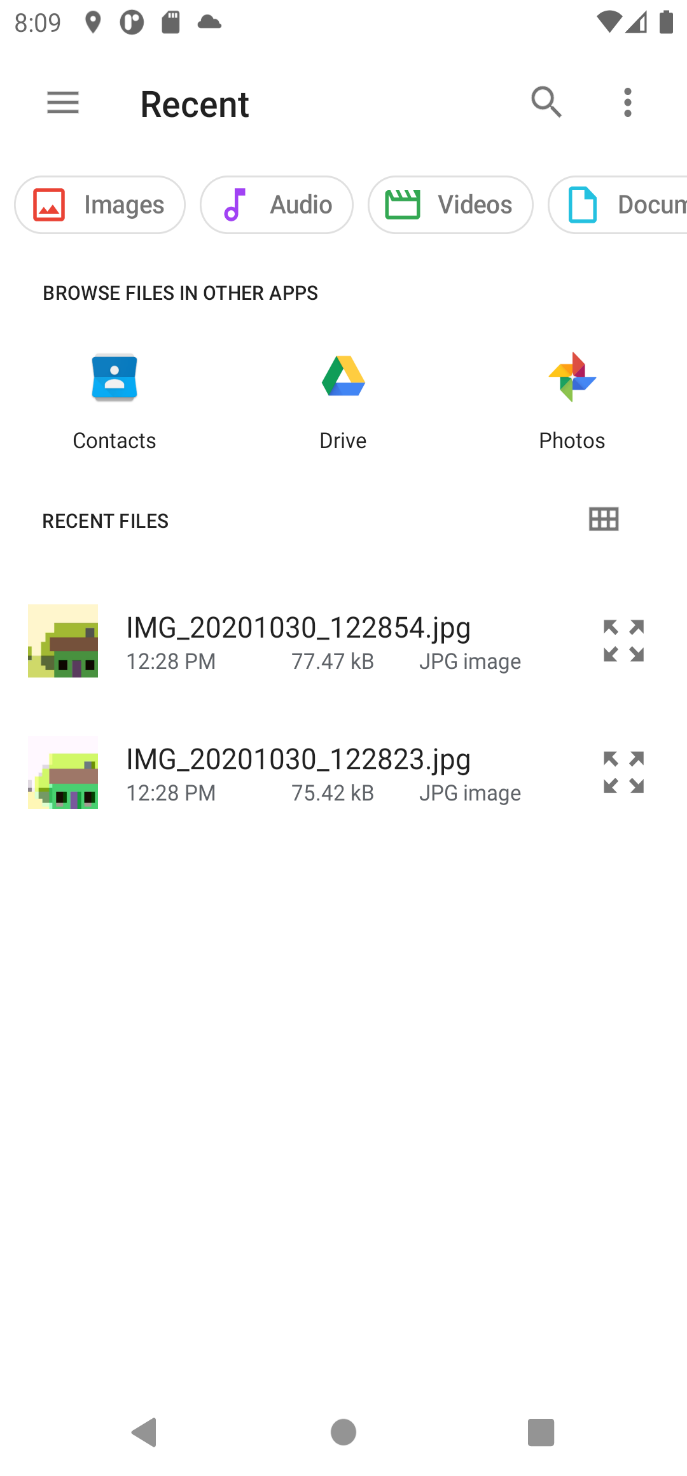 8:09
Recent
Images Audio Videos Docum
BROWSE FILES IN OTHER APPS
Contacts Drive Photos
RECENT FILES
IMG_20201030_122854.jpg
12:28 PM 77.47 kB JPG image
IMG_20201030_122823.jpg
12:28 PM 75.42 kB JPG image